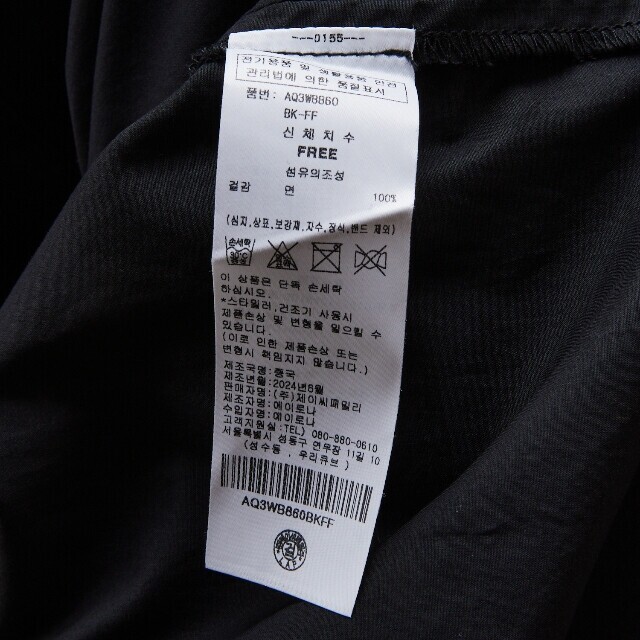 ---0155---
전기용품 및 생활용품 안전
관리법에 의한 품질표시
품번: AQ3WB860
BK-FF
신체치수
FREE
섬유의조성
겉감 면 100%
(심지,상표,보강재,자수,장식,밴드 제외)
손세탁
30℃
이 상품은 단독 손세탁
하십시오.
*스타일러,건조기 사용시
제품손상 및 변형을 일으킬 수
있습니다.
(이로 인한 제품손상 또는
변형시 책임지지 않습니다)
제조국명: 중국
제조년월: 2024년6월
판매자명: (주)제이씨패밀리
제조자명: 에이로나
수입자명: 에이로나
고객지원실: TEL) 080-880-0610
서울특별시 성동구 연무장 11길 10
(성수동, 우리큐브)
AQ3WB860BKFF